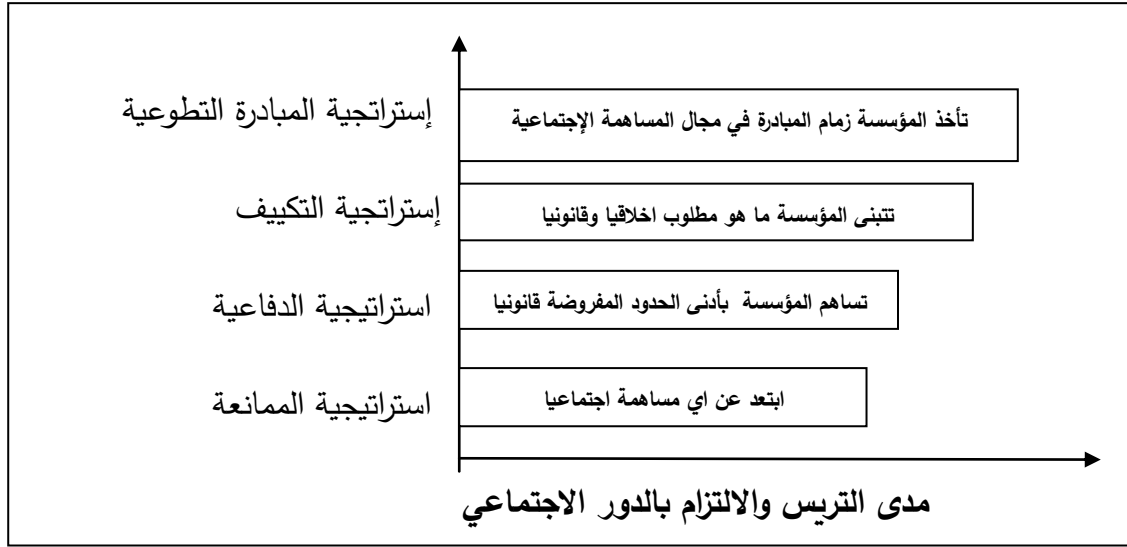 إستراتجية المبادرة التطوعية
تأخذ المؤسسة زمام المبادرة في مجال المساهمة الإجتماعية
إستراتجية التكييف
تتبنى المؤسسة ما هو مطلوب اخلاقيا وقانونيا
استراتيجية الدفاعية
تساهم المؤسسة بأدنى الحدود المفروضة قانونيا
استراتيجية الممانعة
ابتعد عن اي مساهمة اجتماعيا
مدى التريس والالتزام بالدور الاجتماعي